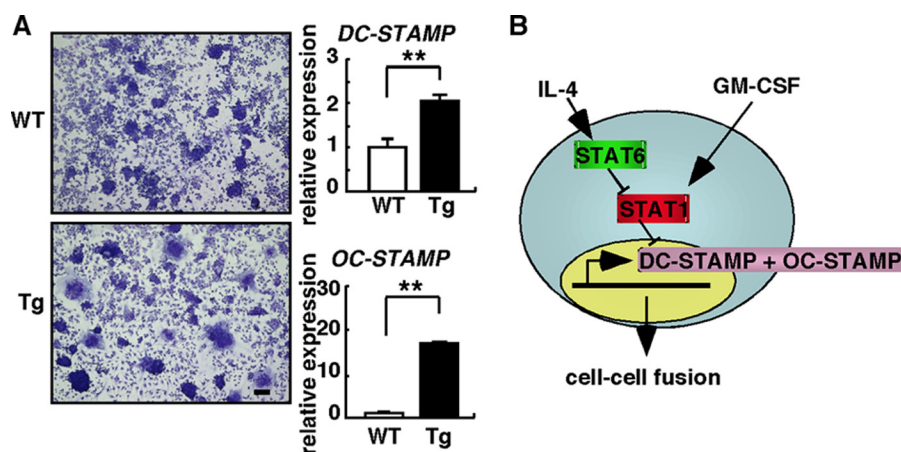 A
WT
Tg
DC-STAMP
relative expression
**
3
2
1
0
WT
Tg
OC-STAMP
relative expression
**
30
20
10
0
WT
Tg
B
IL-4
GM-CSF
STAT6
STAT1
DC-STAMP + OC-STAMP
cell-cell fusion